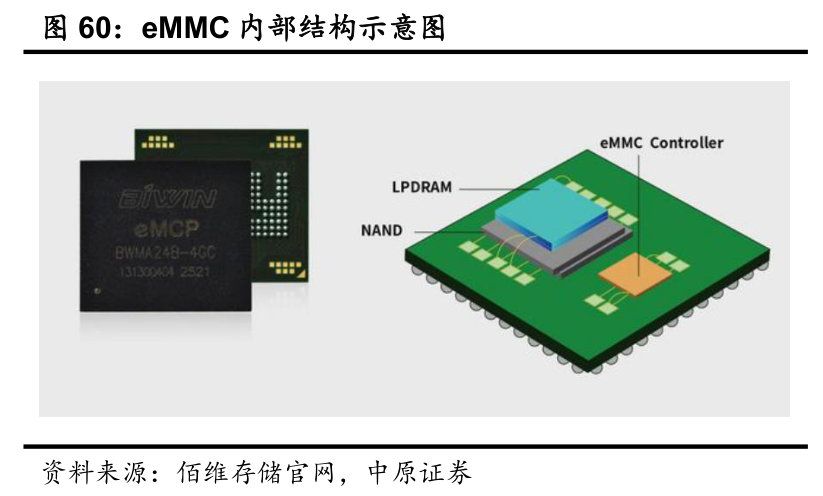 图 60：eMMC 内部结构示意图
BIWIN
eMCP
BWMA24B-4GC
131300404 2521
eMMC Controller
LPDRAM
NAND
资料来源：佰维存储官网，中原证券